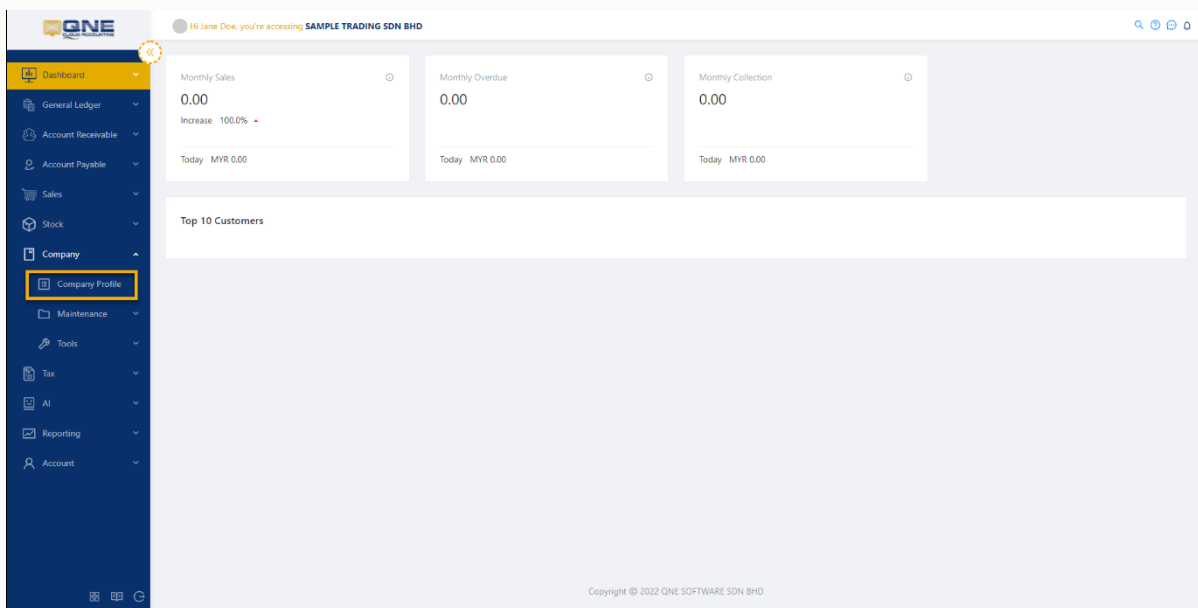 QNE
CLOUD ACCOUNTING
Hi Jane Doe, you're accessing SAMPLE TRADING SDN BHD
Dashboard
General Ledger
Account Receivable
Account Payable
Sales
Stock
Company
Company Profile
Maintenance
Tools
Tax
AI
Reporting
Account
Monthly Sales
0.00
Increase 100.0%
Today MYR 0.00
Monthly Overdue
0.00
Today MYR 0.00
Monthly Collection
0.00
Today MYR 0.00
Top 10 Customers
Copyright © 2022 QNE SOFTWARE SDN BHD